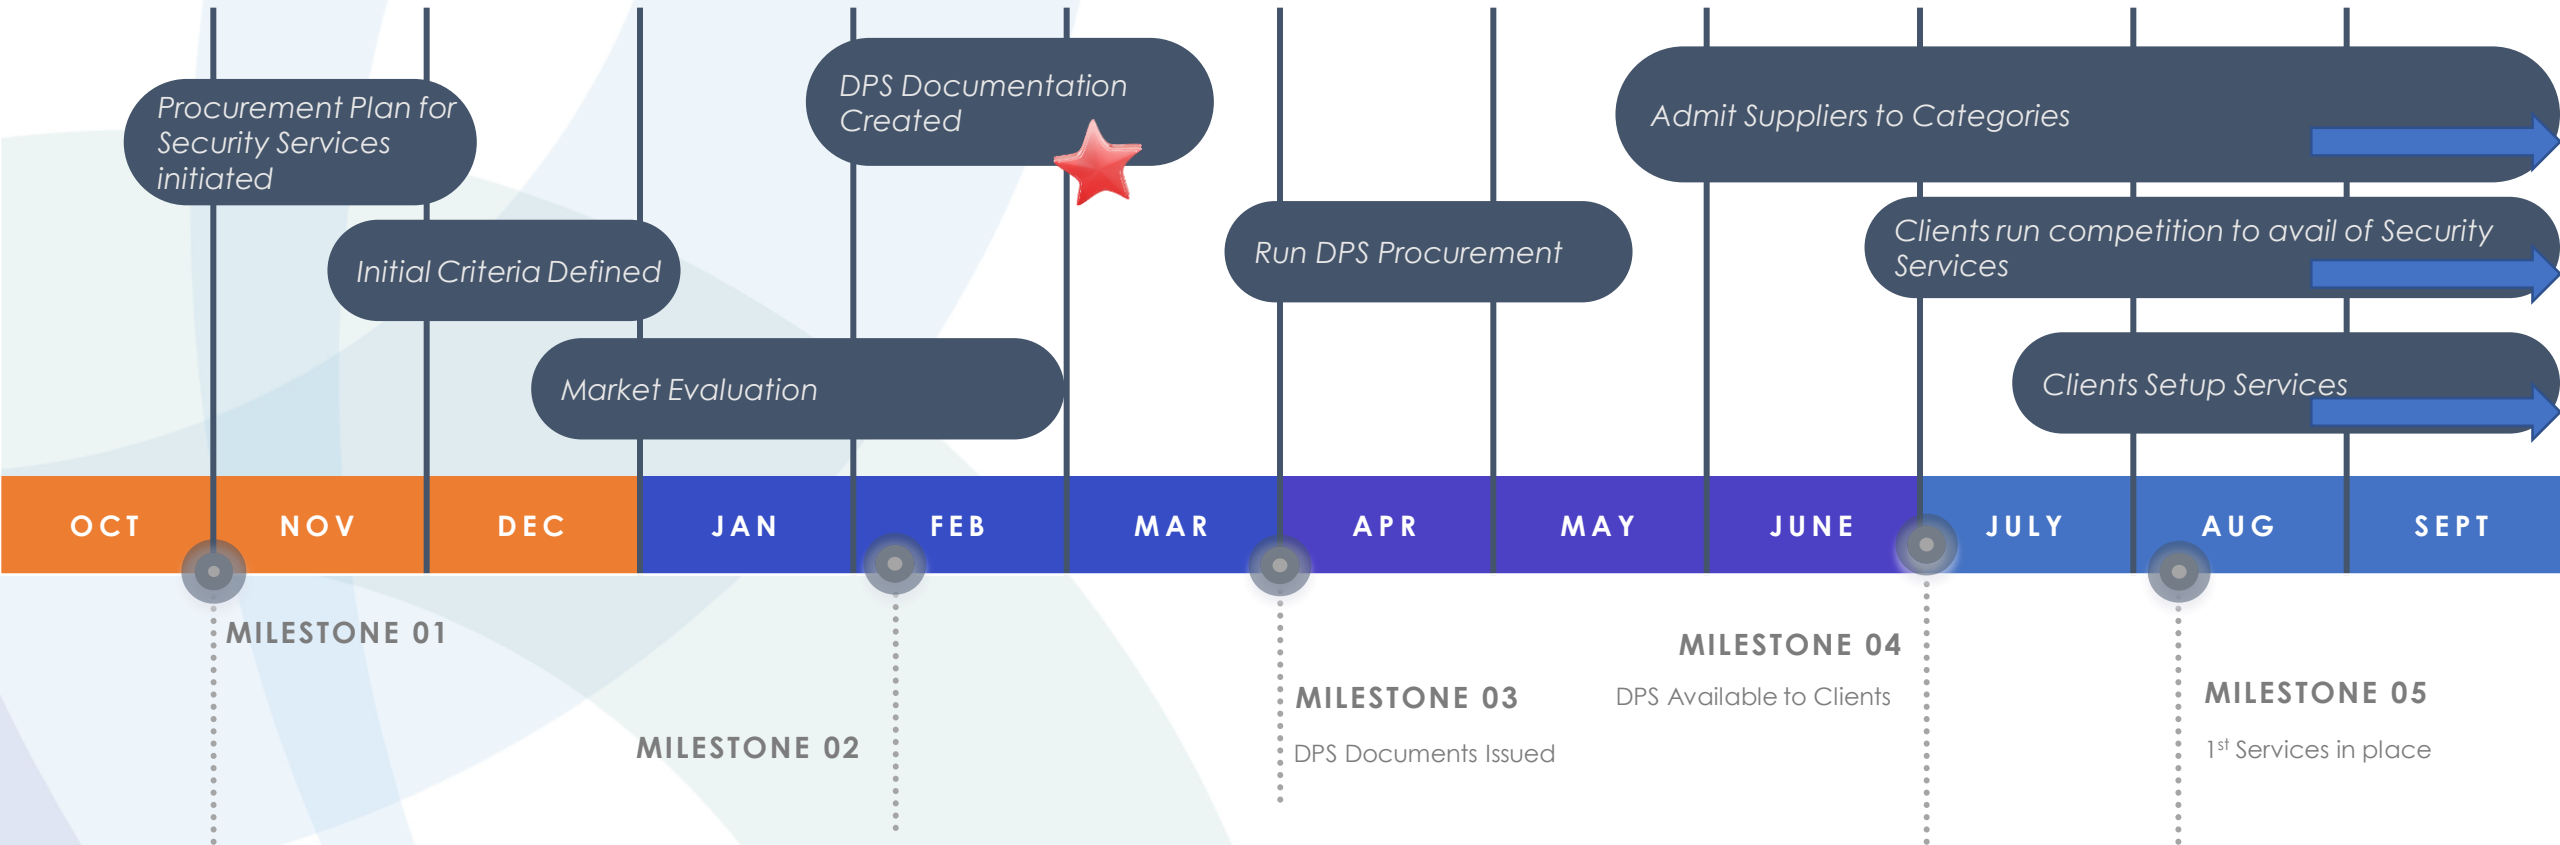 Procurement Plan for
Security Services
initiated
Initial Criteria Defined
Market Evaluation
DPS Documentation
Created
Run DPS Procurement
Admit Suppliers to Categories
Clients run competition to avail of Security
Services
Clients Setup Services
OCT
NOV
DEC
JAN
FEB
MAR
APR
MAY
JUNE
JULY
AUG
SEPT
MILESTONE 01
MILESTONE 02
MILESTONE 03
DPS Documents Issued
MILESTONE 04
DPS Available to Clients
MILESTONE 05
1st Services in place